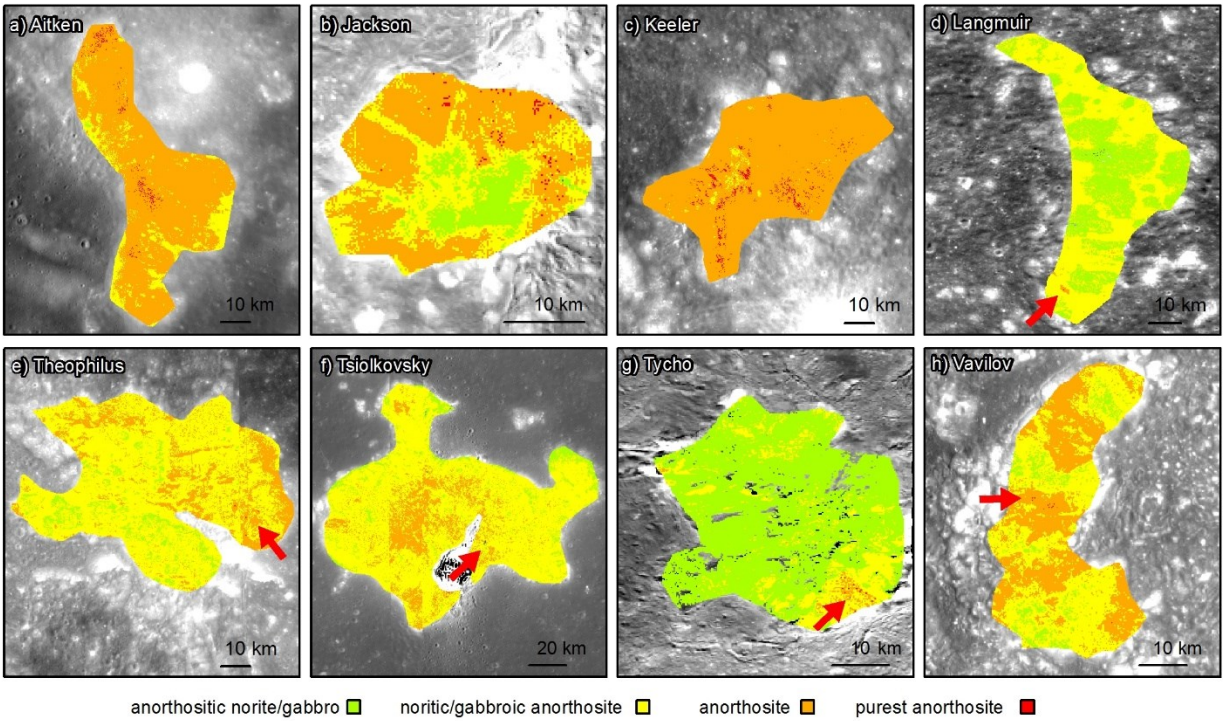 a) Aitken
b) Jackson
c) Keeler
d) Langmuir
10 km
10 km
10 km
10 km
e) Theophilus
f) Tsiolkovsky
g) Tycho
h) Vavilov
10 km
20 km
10 km
10 km
anorthositic norite/gabbro
noritic/gabbroic anorthosite
anorthosite
purest anorthosite